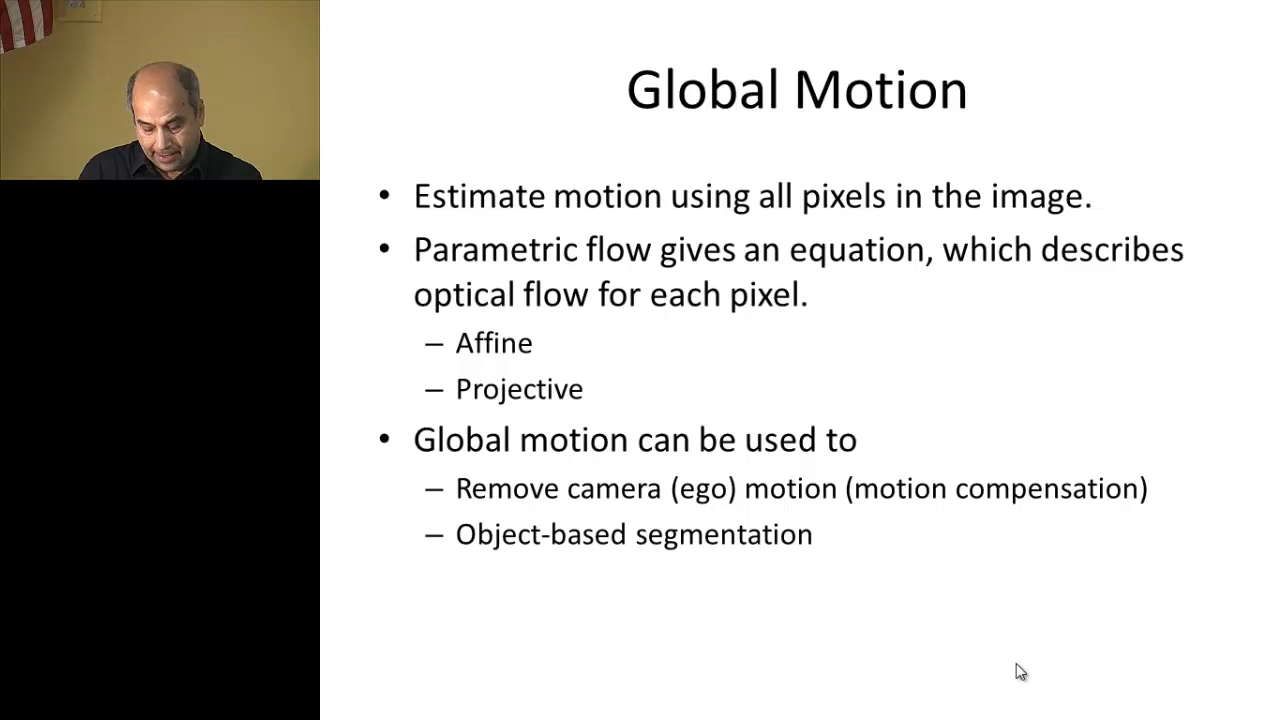 Global Motion
• Estimate motion using all pixels in the image.
• Parametric flow gives an equation, which describes
optical flow for each pixel.
– Affine
– Projective
• Global motion can be used to
– Remove camera (ego) motion (motion compensation)
– Object-based segmentation